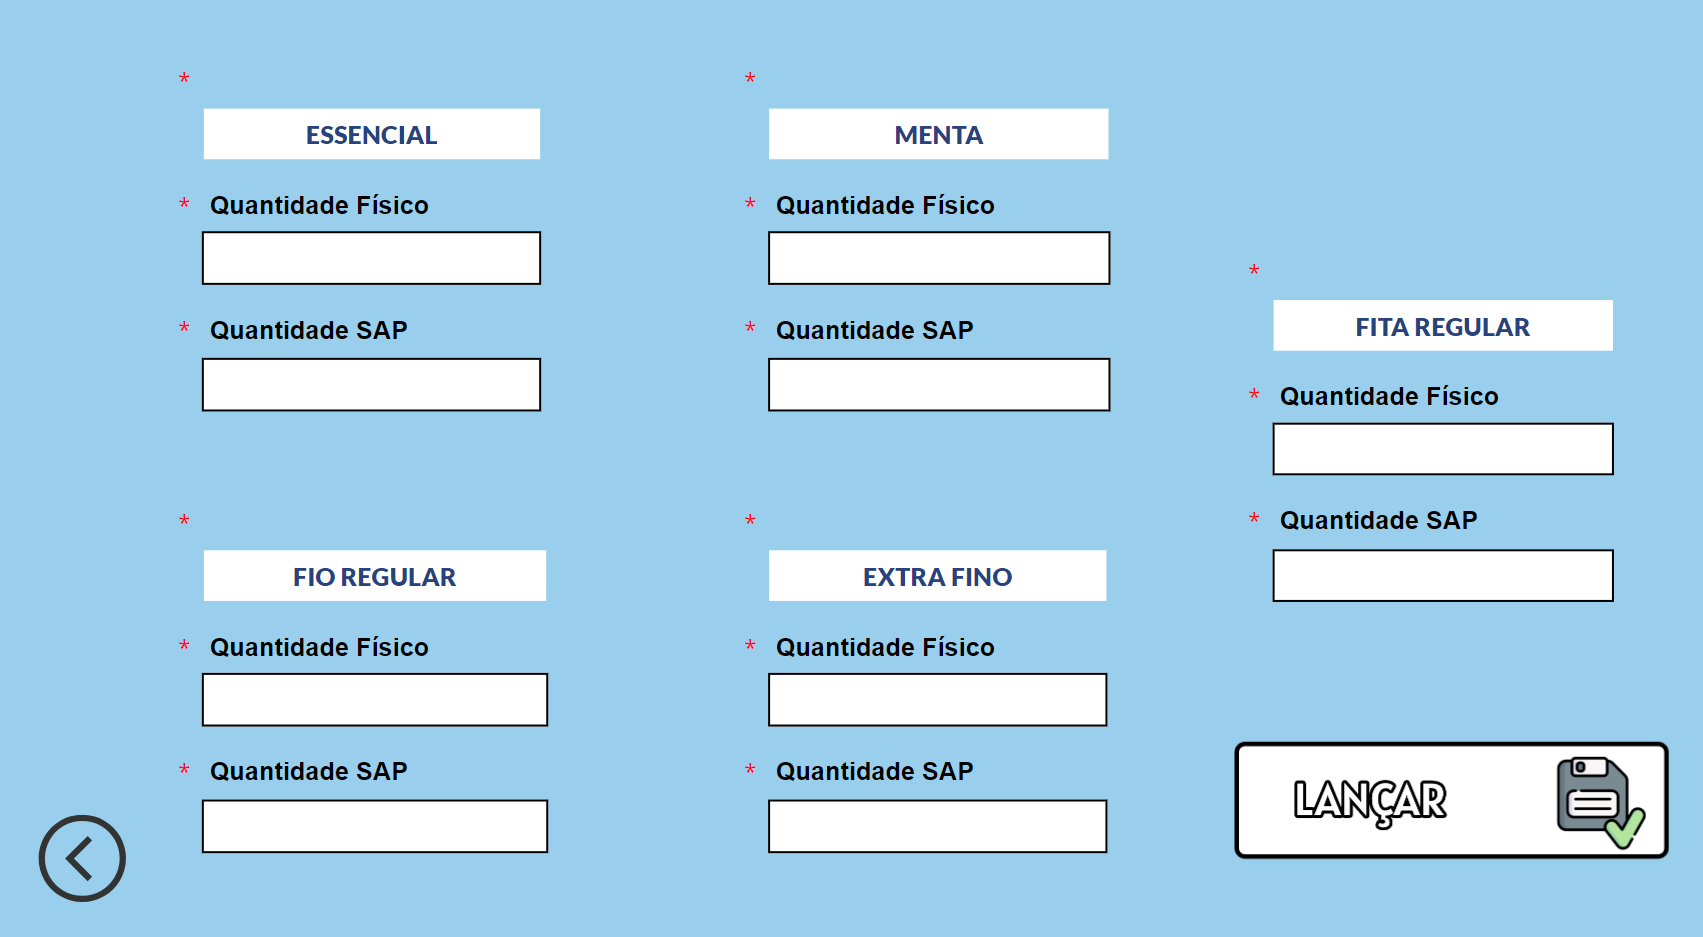 *
ESSENCIAL
* Quantidade Físico
* Quantidade SAP
*
MENTA
* Quantidade Físico
* Quantidade SAP
*
FIO REGULAR
* Quantidade Físico
* Quantidade SAP
*
EXTRA FINO
* Quantidade Físico
* Quantidade SAP
*
FITA REGULAR
* Quantidade Físico
* Quantidade SAP
LANÇAR